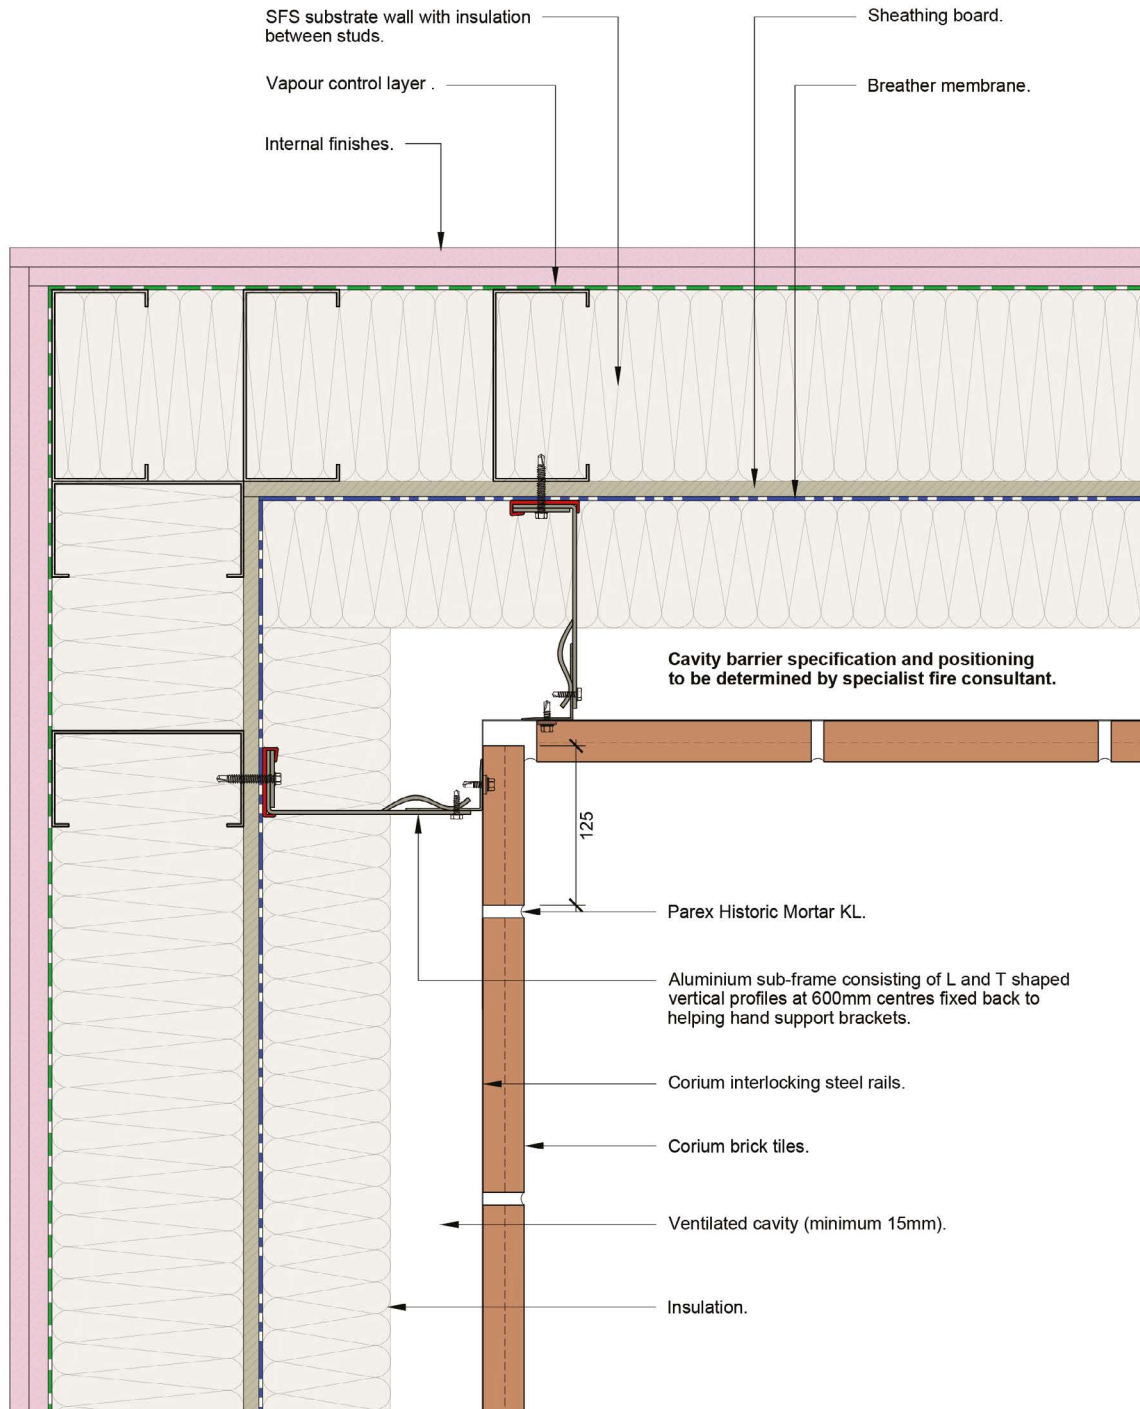 SFS substrate wall with insulation
between studs.
Sheathing board.
Vapour control layer .
Breather membrane.
Internal finishes.
Cavity barrier specification and positioning
to be determined by specialist fire consultant.
125
Parex Historic Mortar KL.
Aluminium sub-frame consisting of L and T shaped
vertical profiles at 600mm centres fixed back to
helping hand support brackets.
Corium interlocking steel rails.
Corium brick tiles.
Ventilated cavity (minimum 15mm).
Insulation.